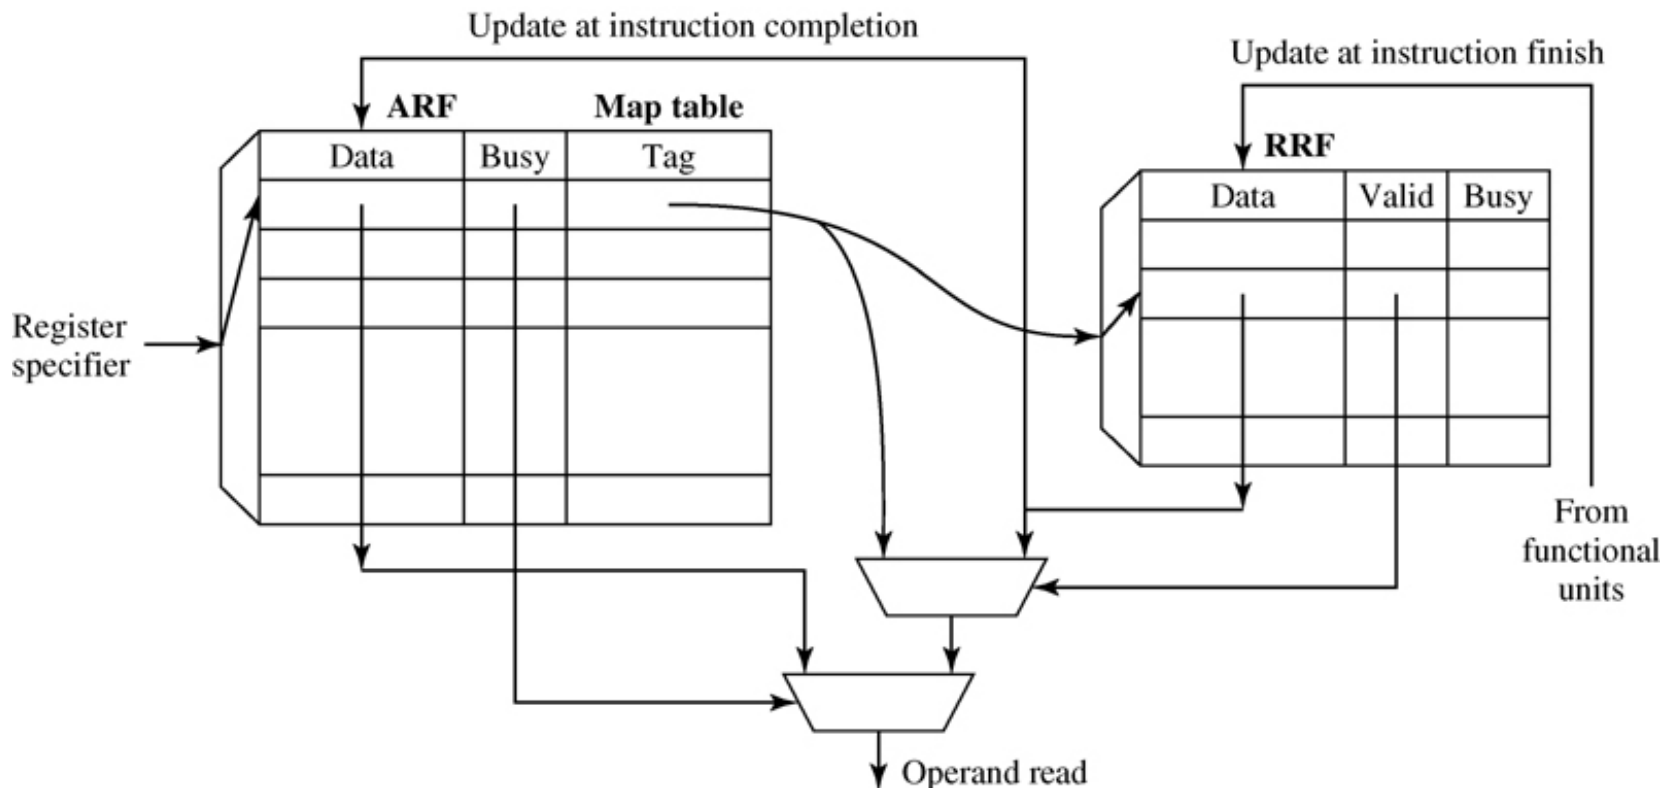 Update at instruction completion
Update at instruction finish
ARF
Map table
Data
Busy
Tag
RRF
Data
Valid
Busy
Register
specifier
From
functional
units
Operand read